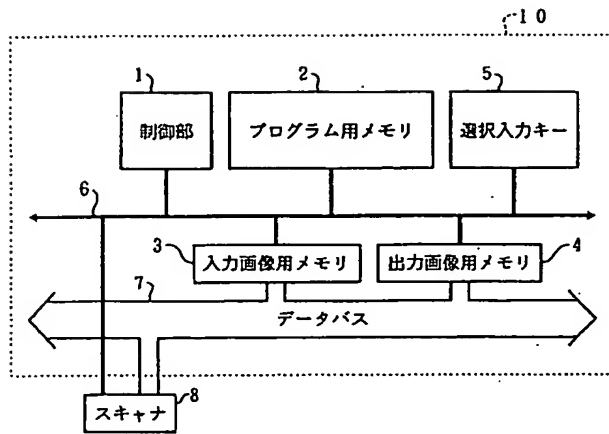 10
1
2
5
制御部
プログラム用メモリ
選択入力キー
6
3
入力画像用メモリ
出力画像用メモリ
4
7
データバス
スキャナ
8